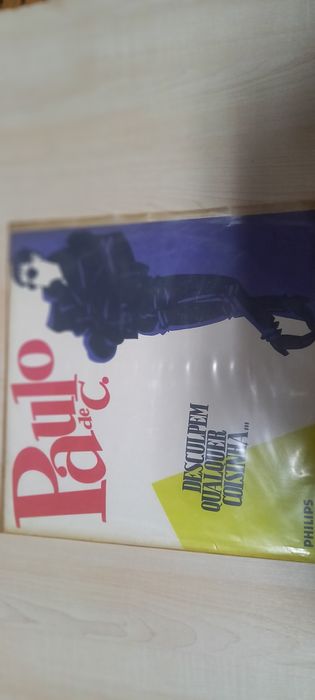 Paulo
de C.
DESCULPEM
QUALQUER
COISINHA...
PHILIPS